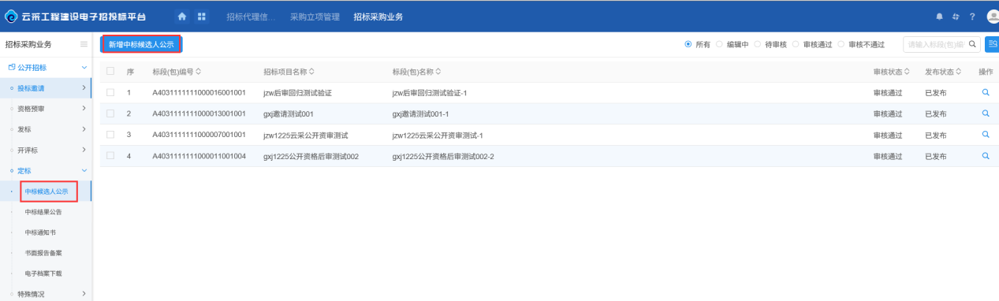 云采工程建设电子招投标平台
招标代理信... 采购立项管理 招标采购业务
招标采购业务
新增中标候选人公示
所有 编辑中 待审核 审核通过 审核不通过
请输入标段(包)编
公开招标
投标邀请
资格预审
发标
开评标
定标
中标候选人公示
中标结果公告
中标通知书
书面报告备案
电子档案下载
特殊情况
序 标段(包)编号 招标项目名称 标段(包)名称 审核状态 发布状态 操作
1 A4031111111000016001001 jzw后审回归测试验证 jzw后审回归测试验证-1 审核通过 已发布
2 A4031111111000013001001 gxj邀请测试001 gxj邀请测试001-1 审核通过 已发布
3 A4031111111000007001001 jzw1225云采公开资审测试 jzw1225云采公开资审测试-1 审核通过 已发布
4 A4031111111000011001004 gxj1225公开资格后审测试002 gxj1225公开资格后审测试002-2 审核通过 已发布